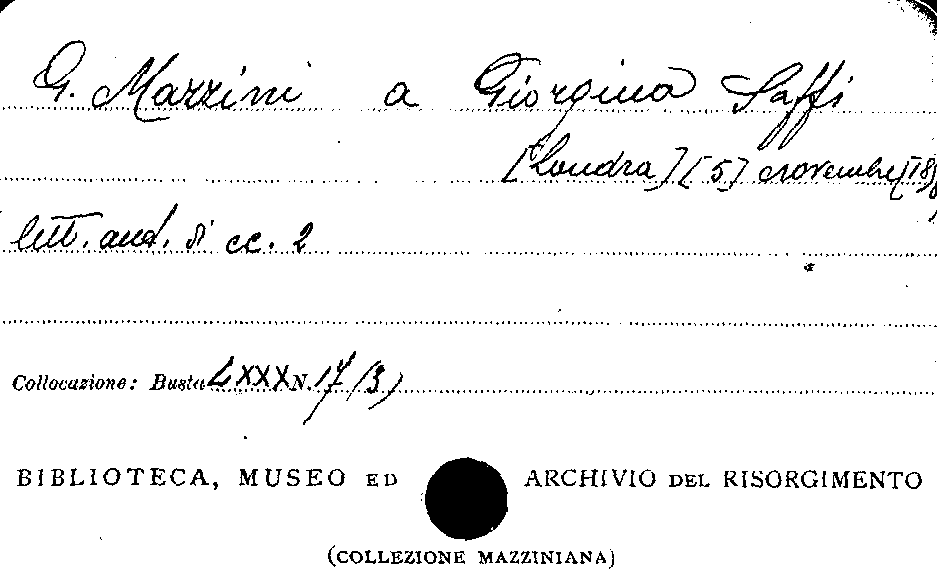 G. Mazzini a Giorgina Saffi
[Londra] [5] novembre [18
lett. aut. di cc. 2
Collocazione: Busta LXXX N. 17/3)
BIBLIOTECA, MUSEO ED ARCHIVIO DEL RISORGIMENTO
(COLLEZIONE MAZZINIANA)